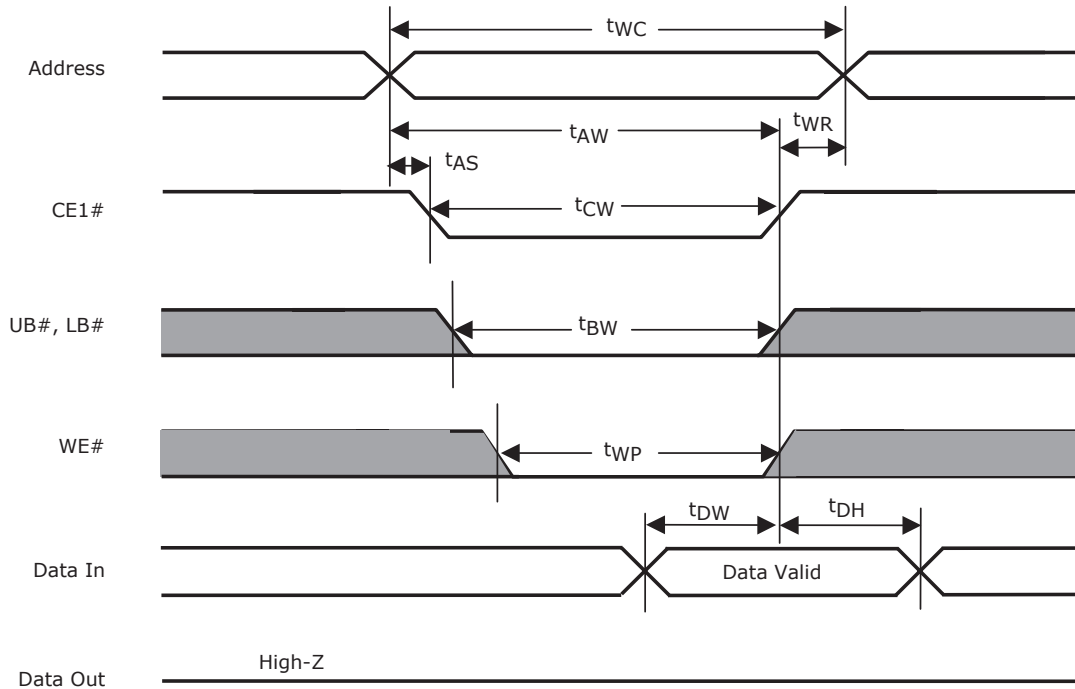 tWC
Address
tAW
tWR
tAS
CE1#
tCW
UB#, LB#
tBW
WE#
tWP
tDW
tDH
Data In
Data Valid
High-Z
Data Out